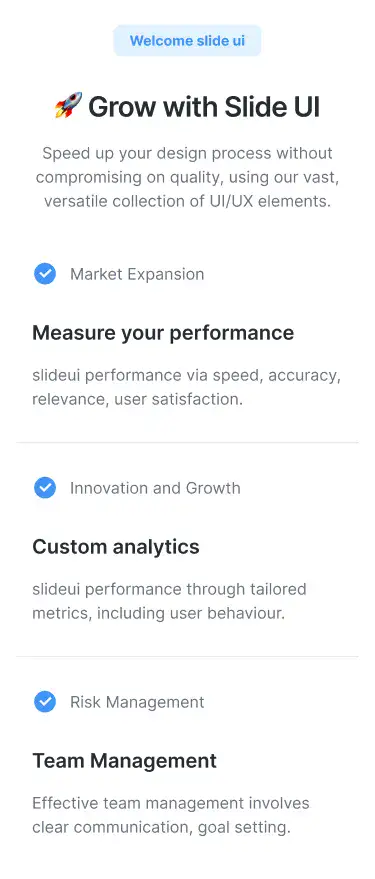 Welcome slide ui
🚀 Grow with Slide UI
Speed up your design process without
compromising on quality, using our vast,
versatile collection of UI/UX elements.
Market Expansion
Measure your performance
slideui performance via speed, accuracy,
relevance, user satisfaction.
Innovation and Growth
Custom analytics
slideui performance through tailored
metrics, including user behaviour.
Risk Management
Team Management
Effective team management involves
clear communication, goal setting.